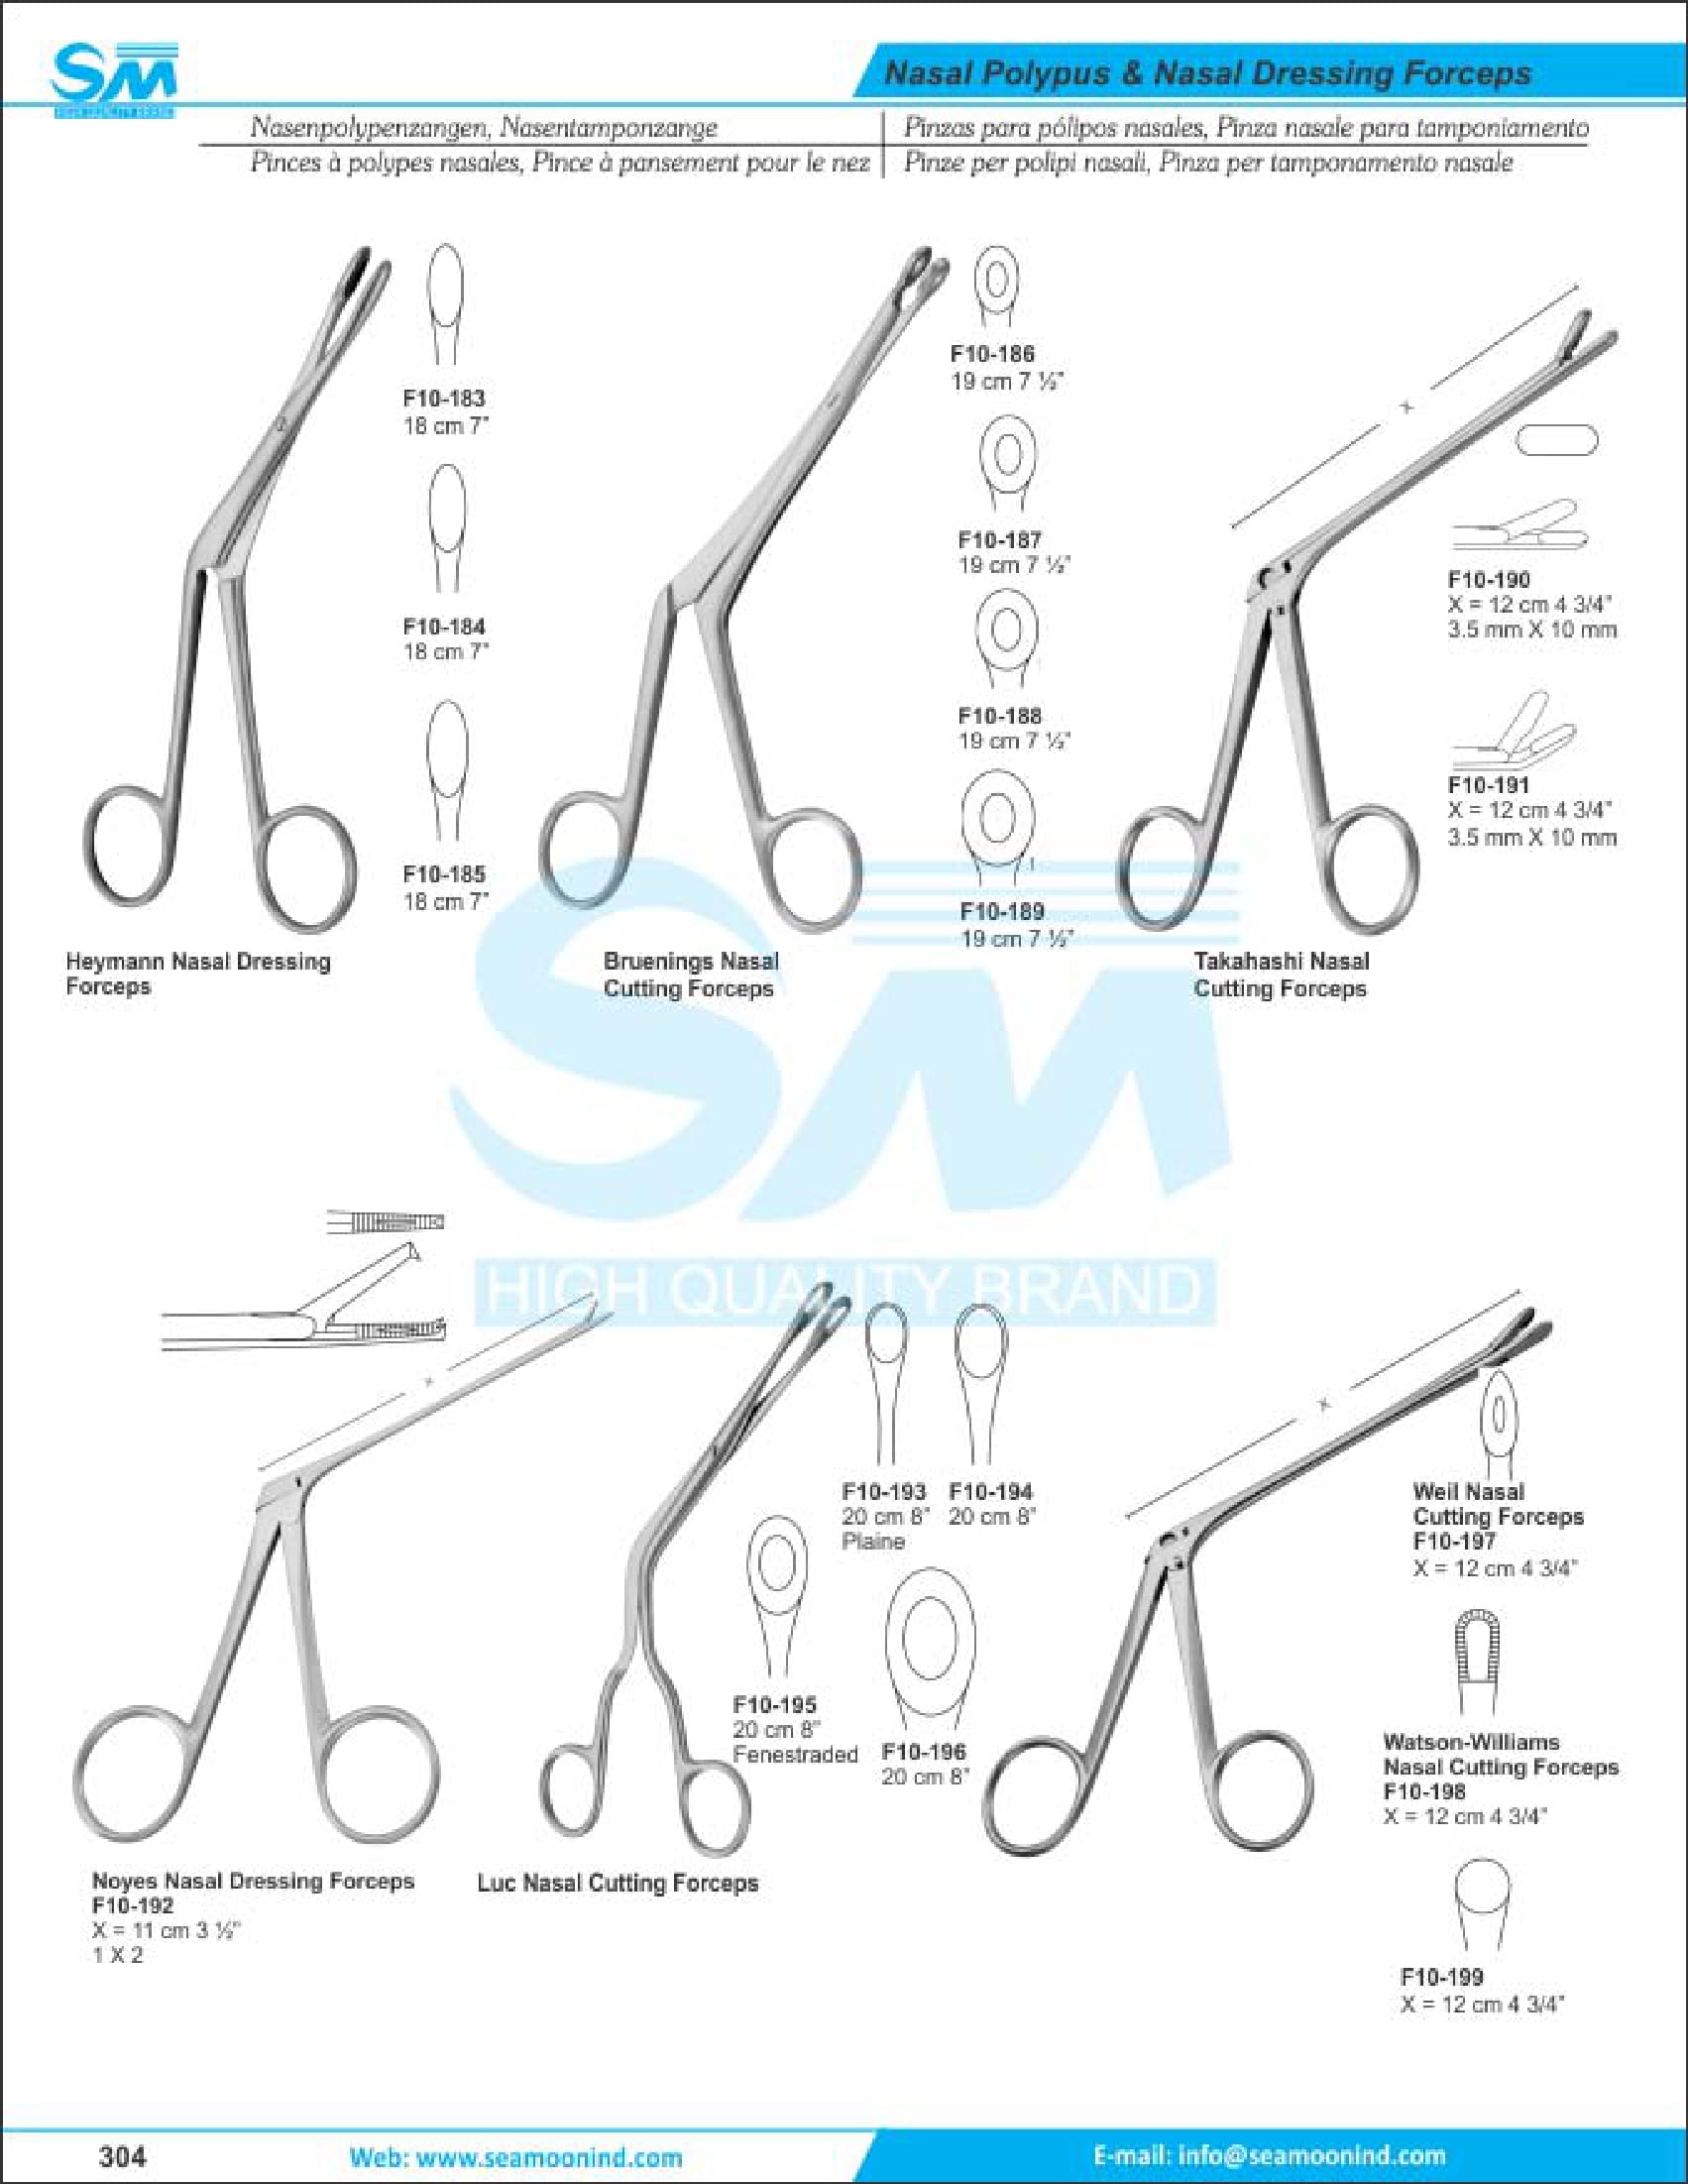 SM
HIGH QUALITY BRAND
Nasal Polypus & Nasal Dressing Forceps
Nasenpolypenzangen, Nasentamponzange
Pinzas para pólipos nasales, Pinza nasale para tamponiamento
Pinces à polypes nasales, Pince à pansement pour le nez
Pinze per polipi nasali, Pinza per tamponamento nasale
F10-183
18 cm 7"
F10-184
18 cm 7"
F10-185
18 cm 7"
Heymann Nasal Dressing
Forceps
F10-186
19 cm 7 ½"
F10-187
19 cm 7 ½"
F10-188
19 cm 7 ½"
F10-189
19 cm 7 ½"
Bruenings Nasal
Cutting Forceps
X
F10-190
X = 12 cm 4 3/4"
3.5 mm X 10 mm
F10-191
X = 12 cm 4 3/4"
3.5 mm X 10 mm
Takahashi Nasal
Cutting Forceps
SM
HIGH QUALITY BRAND
X
Noyes Nasal Dressing Forceps
F10-192
X = 11 cm 3 ½"
1 X 2
F10-193
20 cm 8"
Plaine
F10-194
20 cm 8"
F10-195
20 cm 8"
Fenestraded
F10-196
20 cm 8"
Luc Nasal Cutting Forceps
X
Weil Nasal
Cutting Forceps
F10-197
X = 12 cm 4 3/4"
Watson-Williams
Nasal Cutting Forceps
F10-198
X = 12 cm 4 3/4"
F10-199
X = 12 cm 4 3/4"
304
Web: www.seamoonind.com
E-mail: info@seamoonind.com